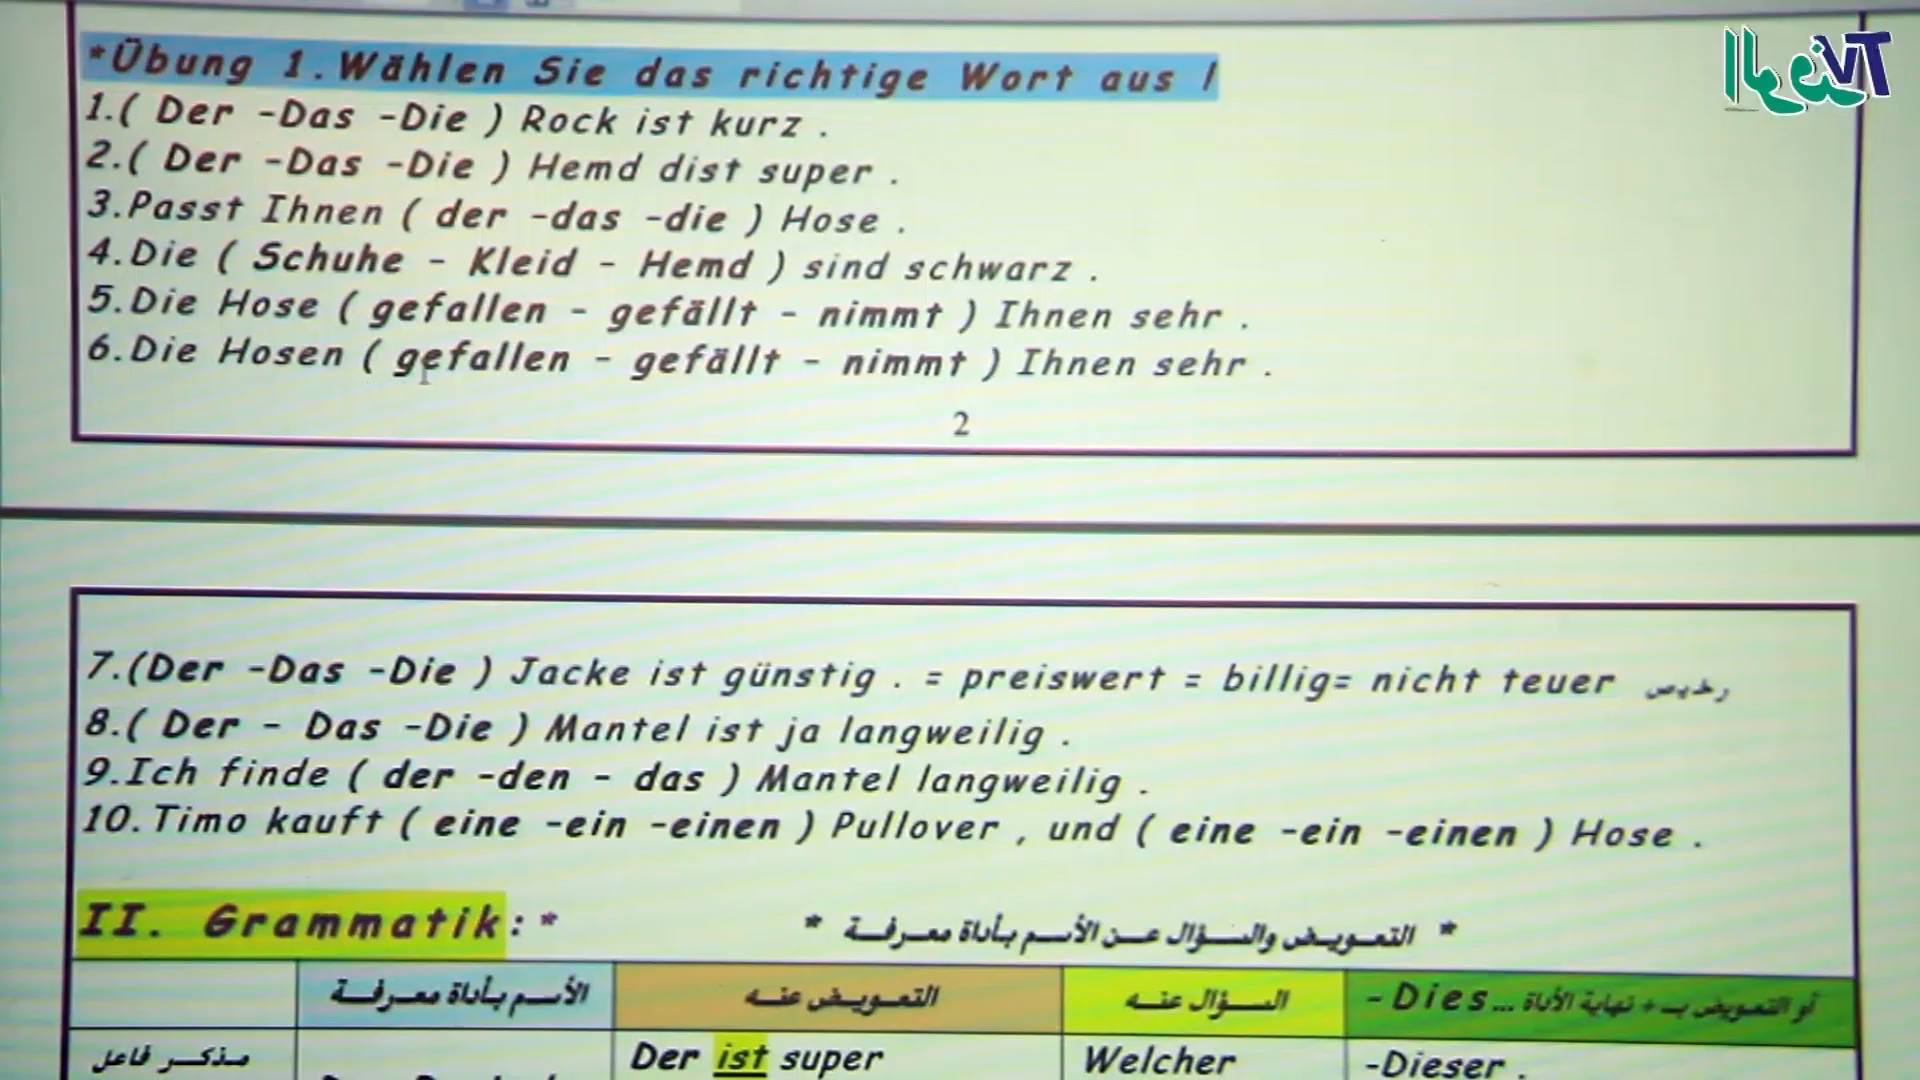 *Übung 1.Wählen Sie das richtige Wort aus !
1.( Der -Das -Die ) Rock ist kurz .
2.( Der -Das -Die ) Hemd dist super .
3.Passt Ihnen ( der -das -die ) Hose .
4.Die ( Schuhe - Kleid - Hemd ) sind schwarz .
5.Die Hose ( gefallen - gefällt - nimmt ) Ihnen sehr .
6.Die Hosen ( gefallen - gefällt - nimmt ) Ihnen sehr .
2
7.(Der -Das -Die ) Jacke ist günstig . = preiswert = billig= nicht teuer رخيص
8.( Der - Das -Die ) Mantel ist ja langweilig .
9.Ich finde ( der -den - das ) Mantel langweilig .
10.Timo kauft ( eine -ein -einen ) Pullover , und ( eine -ein -einen ) Hose .
II. Grammatik:*
* التعويض والسؤال عن الأسم بأداة معرفة *
الأسم بأداة معرفة
التعويض عنه
السؤال عنه
أو التعويض بـ + نهاية الأداة ...Dies -
مذكر فاعل
Der ist super
Welcher
-Dieser .